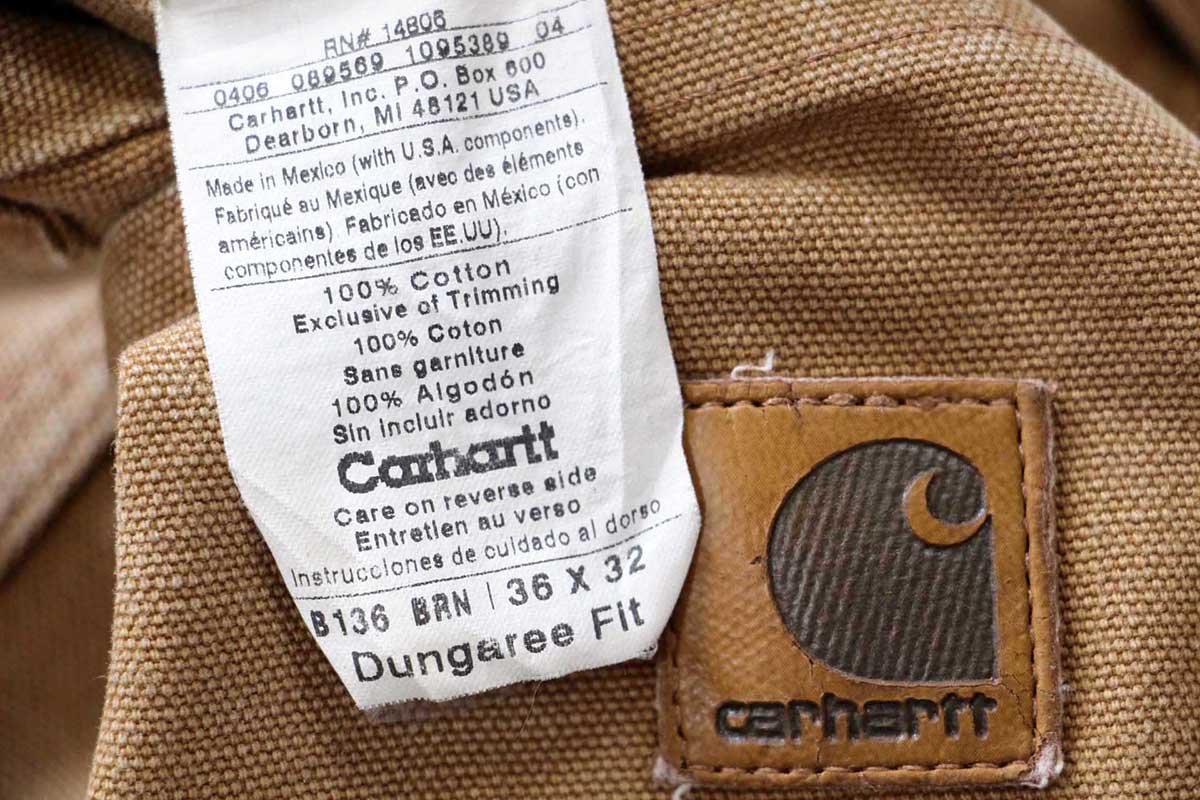 RN# 14806
0406 089569 1095389 04
Carhartt, Inc. P.O. Box 600
Dearborn, MI 48121 USA
Made in Mexico (with U.S.A. components).
Fabriqué au Mexique (avec des éléments
américains). Fabricado en México (con
componentes de los EE.UU).
100% Cotton
Exclusive of Trimming
100% Coton
Sans garniture
100% Algodón
Sin incluir adorno
Carhartt
Care on reverse side
Entretien au verso
Instrucciones de cuidado al dorso
B136 BRN | 36 X 32
Dungaree Fit
carhartt